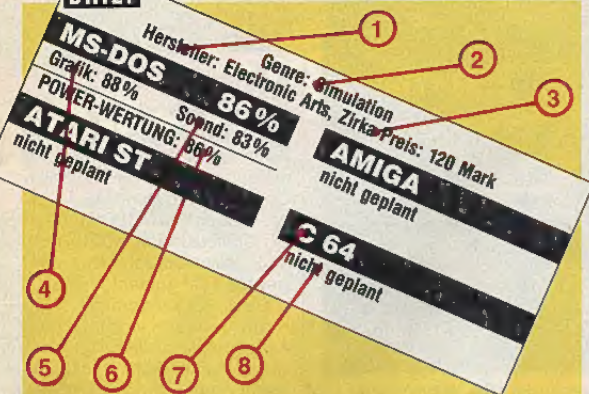 Genre: Simulation
Hersteller: Electronic Arts, Zirka-Preis: 120 Mark
MS-DOS 86%
Grafik: 88% Sound: 83%
POWER-WERTUNG: 86%
ATARI ST
nicht geplant
AMIGA
nicht geplant
C 64
nicht geplant
1
2
3
4
5
6
7
8